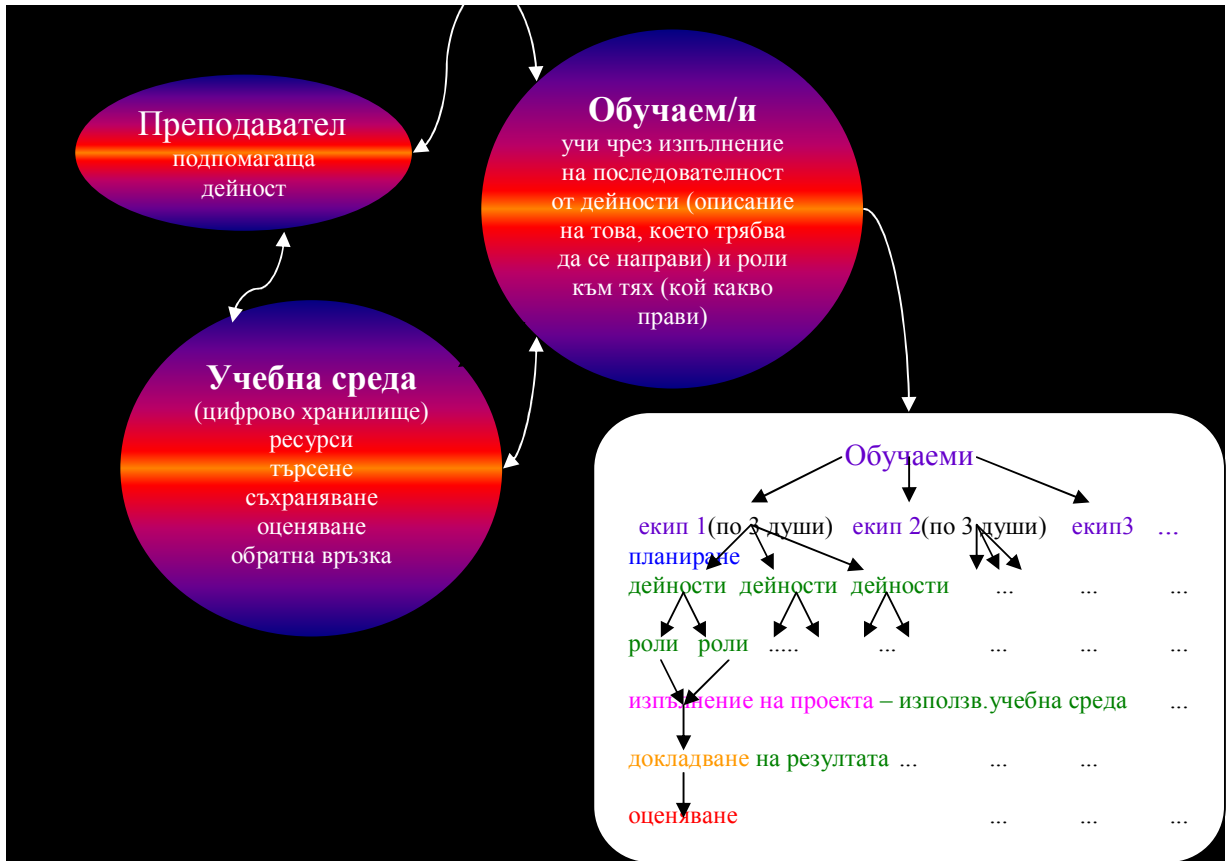 Преподавател
подпомагаща
дейност
Обучаем/и
учи чрез изпълнение
на последователност
от дейности (описание
на това, което трябва
да се направи) и роли
към тях (кой какво
прави)
Учебна среда
(цифрово хранилище)
ресурси
търсене
съхраняване
оценяване
обратна връзка
Обучаеми
екип 1(по 3 души) екип 2(по 3 души) екип3 ...
планиране
дейности дейности дейности ... ... ...
роли роли ..... ... ... ... ...
изпълнение на проекта – използв.учебна среда ...
докладване на резултата ... ... ...
оценяване ... ... ...